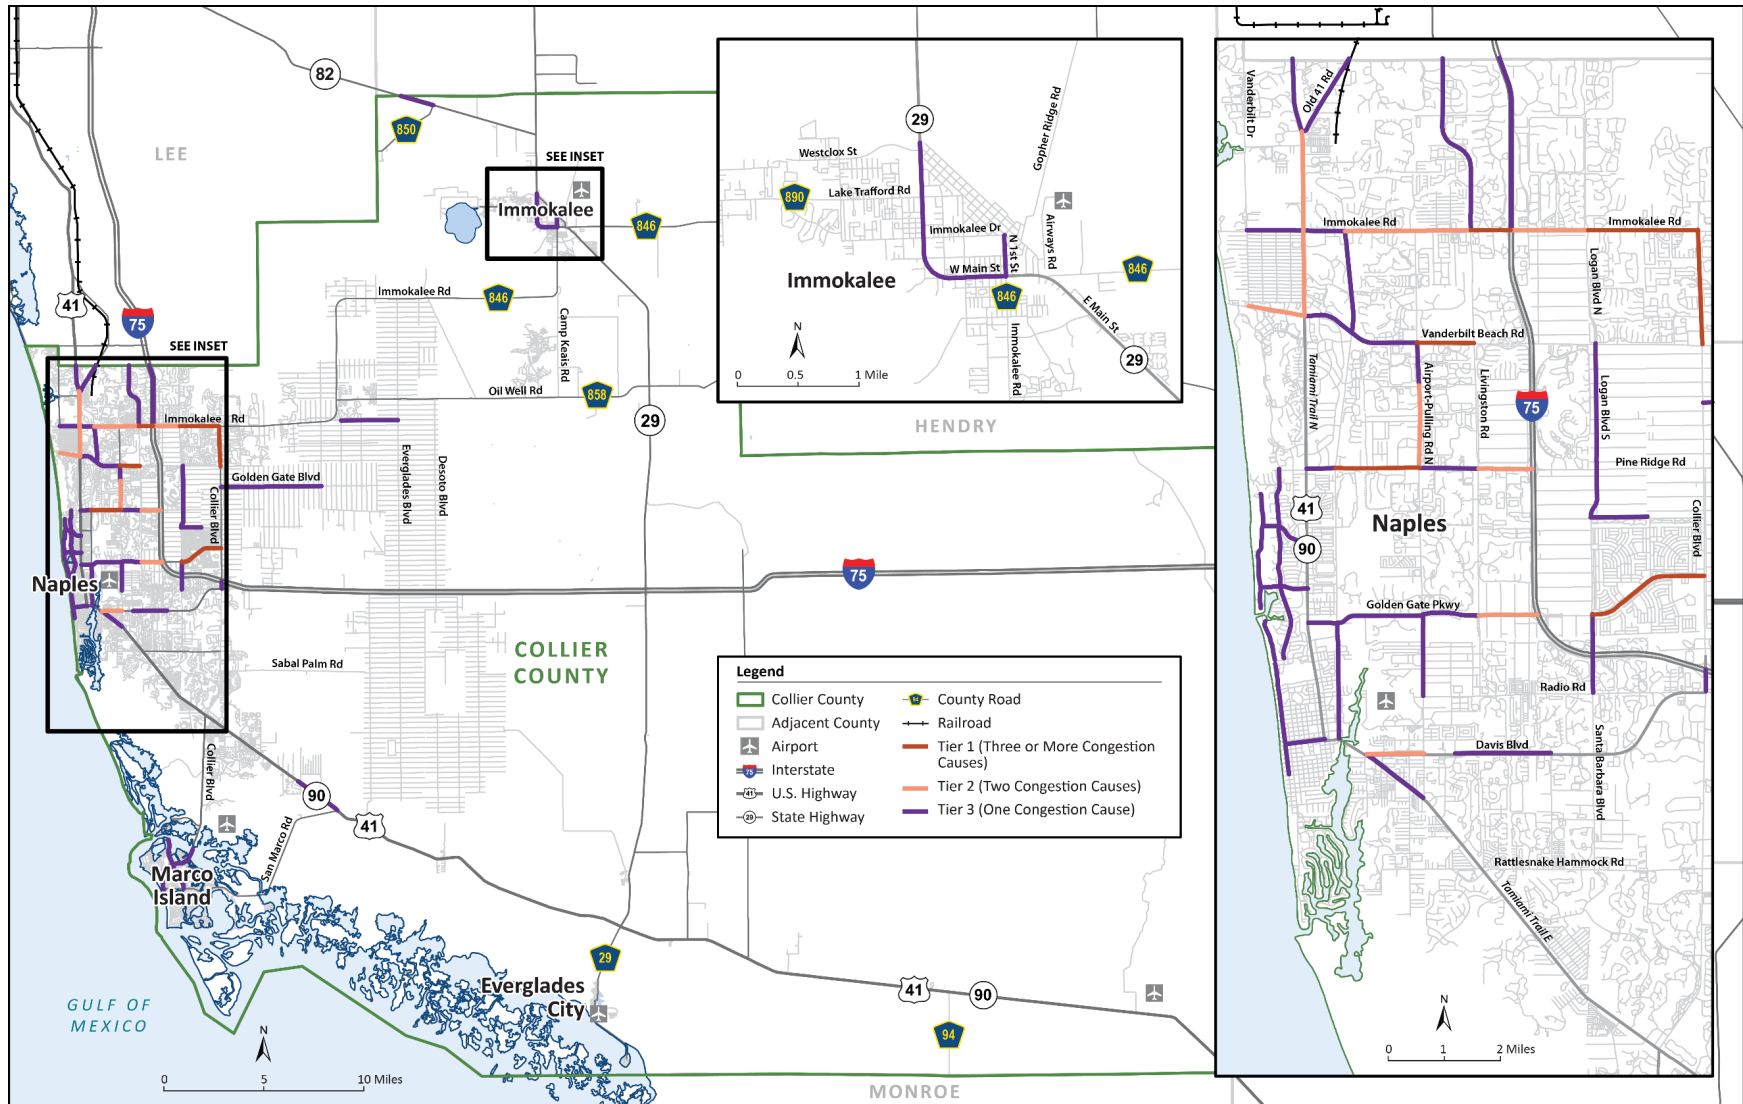 82
850
LEE
SEE INSET
Immokalee
846
41
75
SEE INSET
Immokalee Rd
846
Camp Keais Rd
Oil Well Rd
858
29
Immokalee Rd
Golden Gate Blvd
Collier Blvd
Everglades Blvd
Desoto Blvd
Naples
75
COLLIER
COUNTY
Sabal Palm Rd
Collier Blvd
90
41
San Marco Rd
Marco
Island
Everglades
City
29
41
90
94
GULF OF
MEXICO
N
0 5 10 Miles
MONROE
HENDRY
29
Gopher Ridge Rd
Westclox St
890
Lake Trafford Rd
Immokalee Dr
N 1st St
Airways Rd
W Main St
846
846
Immokalee
E Main St
Immokalee Rd
29
N
0 0.5 1 Mile
Legend
Collier County
Adjacent County
Airport
75
Interstate
41
U.S. Highway
29
State Highway
County Road
Railroad
Tier 1 (Three or More Congestion
Causes)
Tier 2 (Two Congestion Causes)
Tier 3 (One Congestion Cause)
Vanderbilt Dr
Old 41 Rd
Immokalee Rd
Immokalee Rd
Logan Blvd N
Vanderbilt Beach Rd
Tamiami Trail N
Airport-Pulling Rd N
Livingston Rd
75
Logan Blvd S
Pine Ridge Rd
41
Naples
90
Collier Blvd
Golden Gate Pkwy
Radio Rd
Davis Blvd
Santa Barbara Blvd
Rattlesnake Hammock Rd
Tamiami Trail E
N
0 1 2 Miles